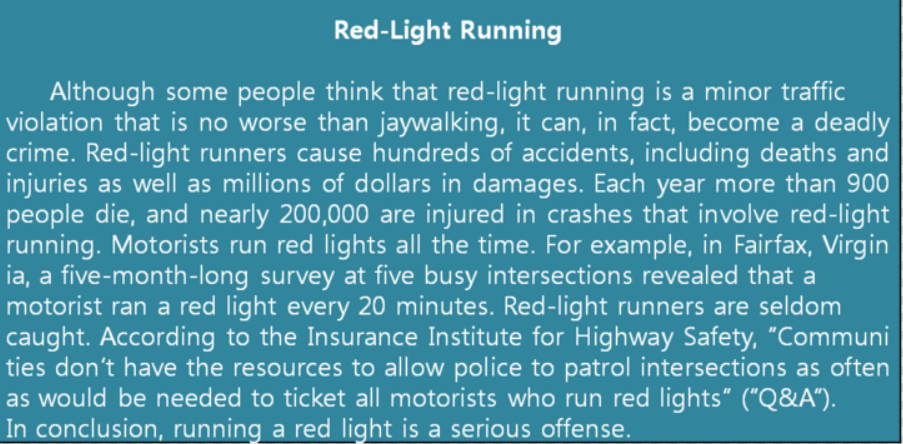 Red-Light Running
Although some people think that red-light running is a minor traffic
violation that is no worse than jaywalking, it can, in fact, become a deadly
crime. Red-light runners cause hundreds of accidents, including deaths and
injuries as well as millions of dollars in damages. Each year more than 900
people die, and nearly 200,000 are injured in crashes that involve red-light
running. Motorists run red lights all the time. For example, in Fairfax, Virgin
ia, a five-month-long survey at five busy intersections revealed that a
motorist ran a red light every 20 minutes. Red-light runners are seldom
caught. According to the Insurance Institute for Highway Safety, "Communi
ties don't have the resources to allow police to patrol intersections as often
as would be needed to ticket all motorists who run red lights" ("Q&A").
In conclusion, running a red light is a serious offense.